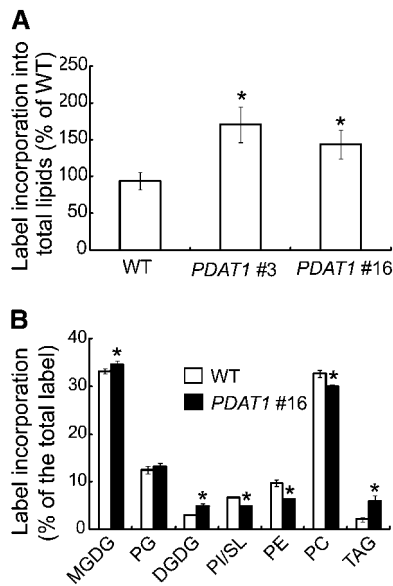 A
Label incorporation into
total lipids (% of WT)
250
200
150
100
50
0
*
*
WT
PDAT1 #3
PDAT1 #16
B
Label incorporation
(% of the total label)
40
30
20
10
0
WT
PDAT1 #16
*
*
*
*
*
*
MGDG
PG
DGDG
PI/SL
PE
PC
TAG